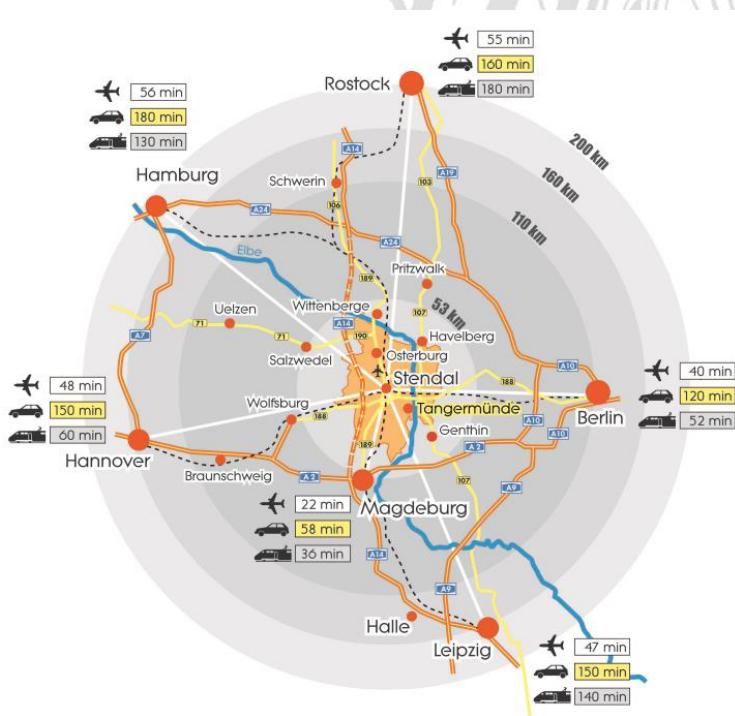 55 min
160 min
180 min
Rostock
56 min
180 min
130 min
Hamburg
200 km
160 km
110 km
53 km
A14
A19
Schwerin
103
106
A24
A24
Elbe
189
Pritzwalk
Uelzen
Wittenberge
107
71
71
A14
A7
190
Havelberg
Salzwedel
Osterburg
A10
Stendal
188
40 min
120 min
52 min
Berlin
48 min
150 min
60 min
Hannover
Wolfsburg
188
Tangermünde
Genthin
A10
A10
A2
189
Braunschweig
A2
107
A9
Magdeburg
22 min
58 min
36 min
A14
A9
Halle
Leipzig
47 min
150 min
140 min